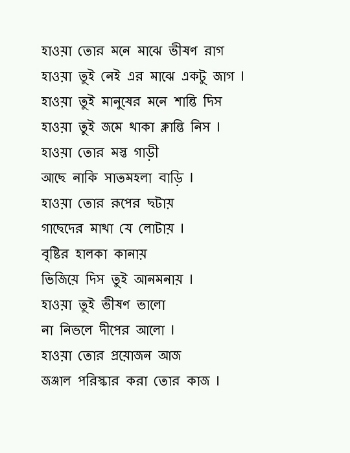 হাওয়া তোর মনে মাঝে ভীষণ রাগ
হাওয়া তুই নেই এর মাঝে একটু জাগ ।
হাওয়া তুই মানুষের মনে শান্তি দিস
হাওয়া তুই জমে থাকা ক্লান্তি নিস ।
হাওয়া তোর মস্ত গাড়ী
আছে নাকি সাতমহলা বাড়ি ।
হাওয়া তোর রূপের ছটায়
গাছেদের মাথা যে লোটায় ।
বৃষ্টির হালকা কানায়
ভিজিয়ে দিস তুই আনমনায় ।
হাওয়া তুই ভীষণ ভালো
না নিভলে দীপের আলো ।
হাওয়া তোর প্রয়োজন আজ
জঞ্জাল পরিস্কার করা তোর কাজ ।